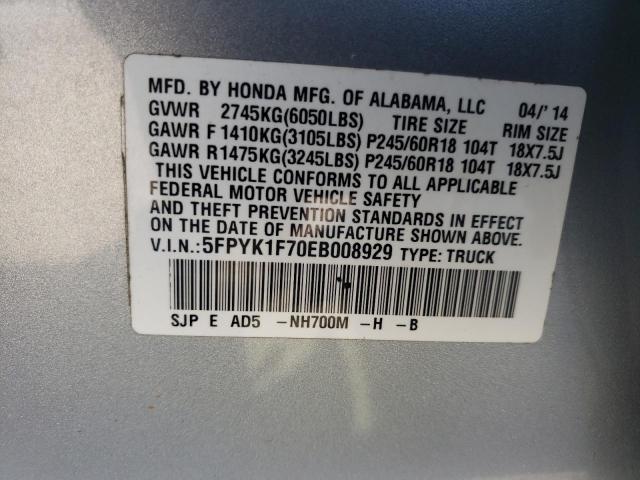 MFD. BY HONDA MFG. OF ALABAMA, LLC 04/'14
GVWR 2745KG(6050LBS) TIRE SIZE RIM SIZE
GAWR F 1410KG(3105LBS) P245/60R18 104T 18X7.5J
GAWR R1475KG(3245LBS) P245/60R18 104T 18X7.5J
THIS VEHICLE CONFORMS TO ALL APPLICABLE
FEDERAL MOTOR VEHICLE SAFETY
AND THEFT PREVENTION STANDARDS IN EFFECT
ON THE DATE OF MANUFACTURE SHOWN ABOVE.
V.I.N.: 5FPYK1F70EB008929 TYPE: TRUCK
SJP E AD5 -NH700M -H -B